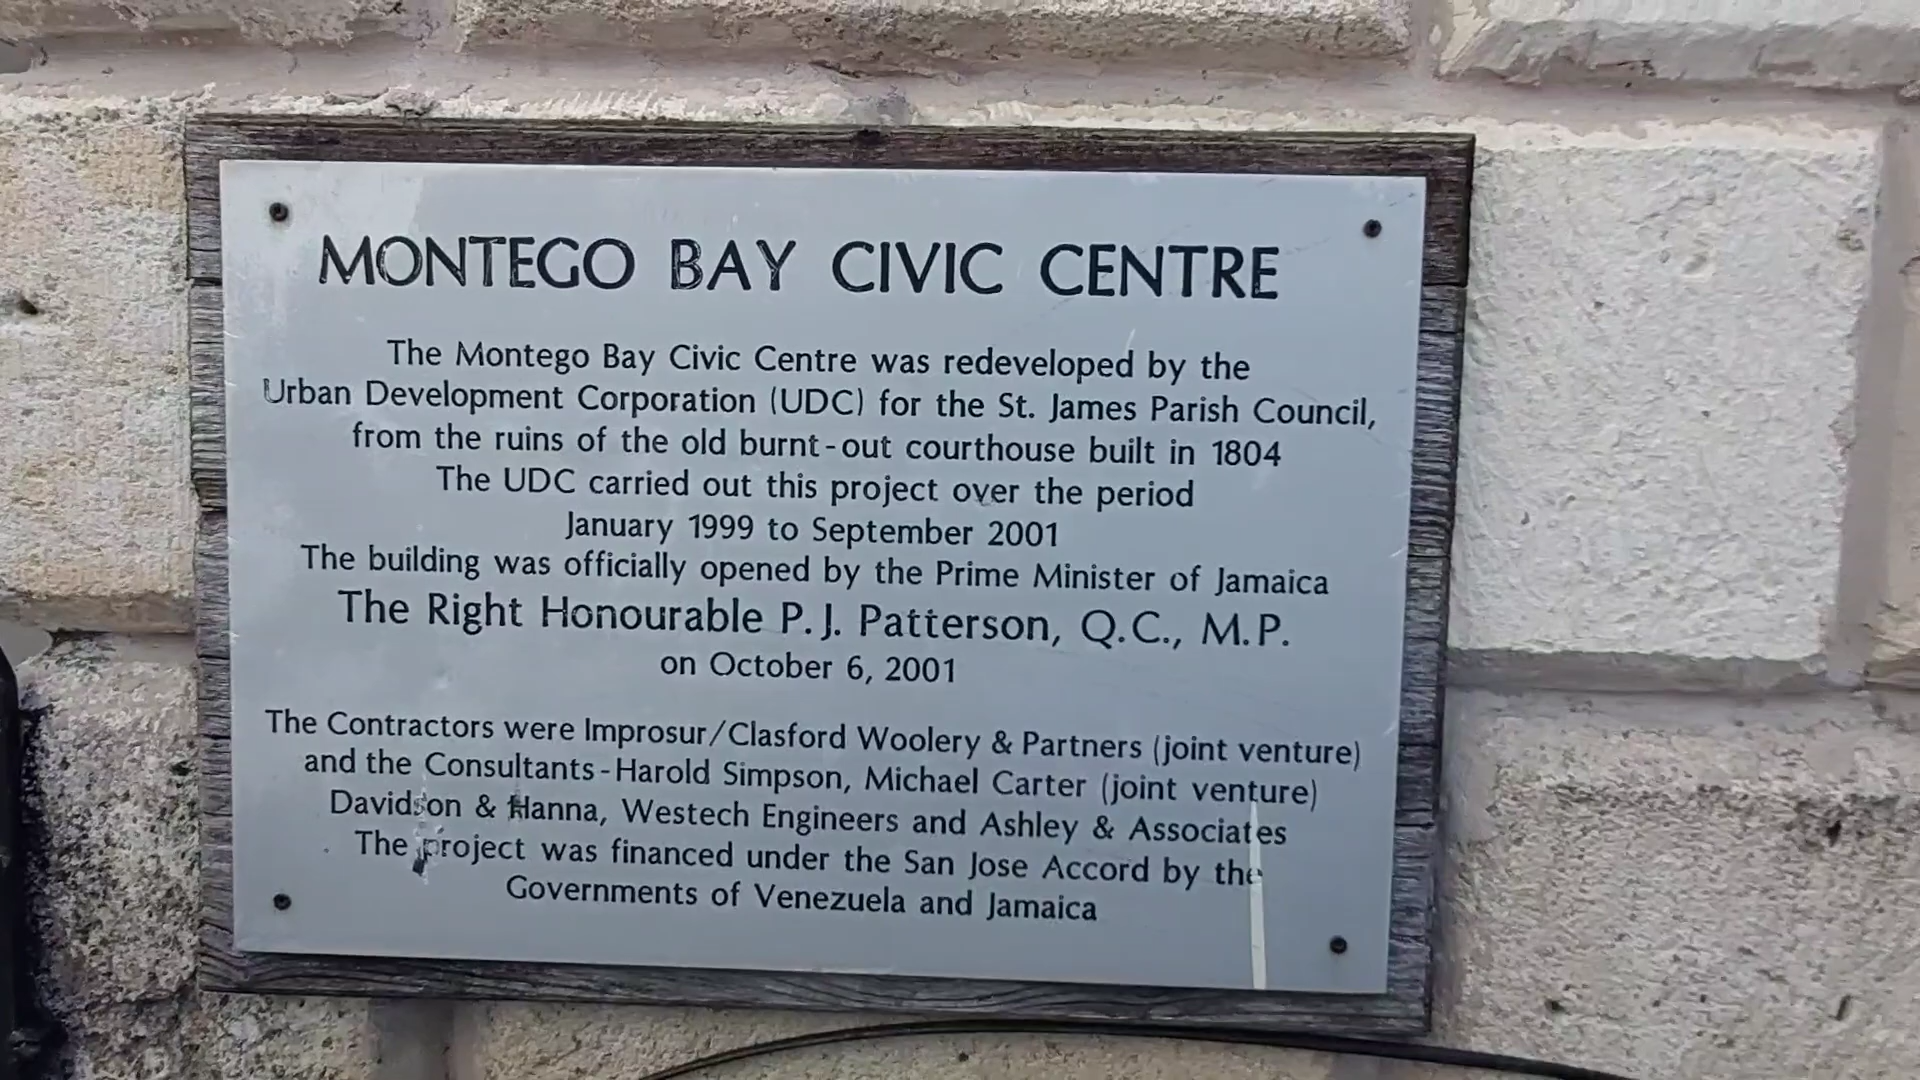 MONTEGO BAY CIVIC CENTRE
The Montego Bay Civic Centre was redeveloped by the
Urban Development Corporation (UDC) for the St. James Parish Council,
from the ruins of the old burnt-out courthouse built in 1804
The UDC carried out this project over the period
January 1999 to September 2001
The building was officially opened by the Prime Minister of Jamaica
The Right Honourable P.J. Patterson, Q.C., M.P.
on October 6, 2001
The Contractors were Improsur/Clasford Woolery & Partners (joint venture)
and the Consultants-Harold Simpson, Michael Carter (joint venture)
Davidson & Hanna, Westech Engineers and Ashley & Associates
The project was financed under the San Jose Accord by the
Governments of Venezuela and Jamaica